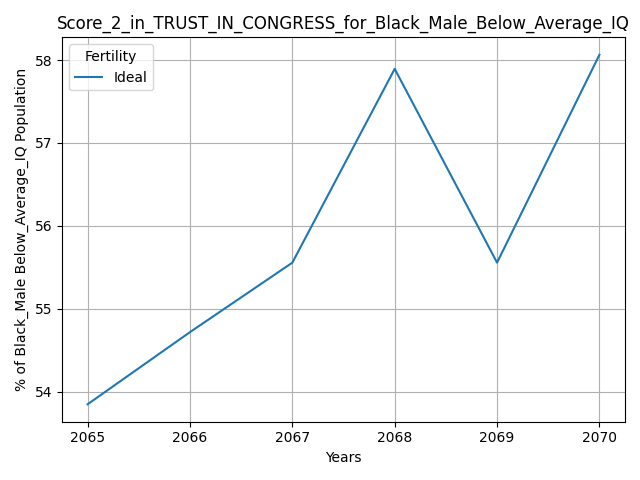 Score_2_in_TRUST_IN_CONGRESS_for_Black_Male_Below_Average_IQ
Fertility
Ideal
% of Black_Male Below_Average_IQ Population
58
57
56
55
54
2065 2066 2067 2068 2069 2070
Years